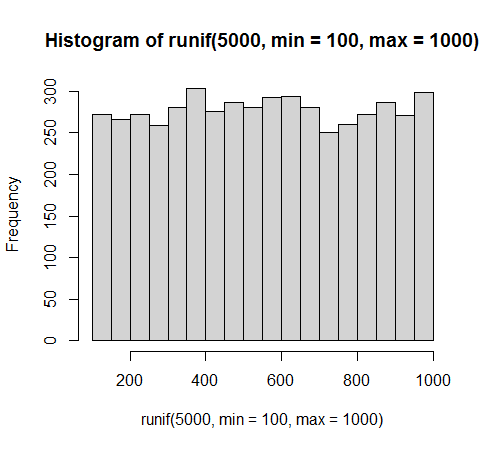 Histogram of runif(5000, min = 100, max = 1000)
Frequency
300
250
200
150
100
50
0
200 400 600 800 1000
runif(5000, min = 100, max = 1000)